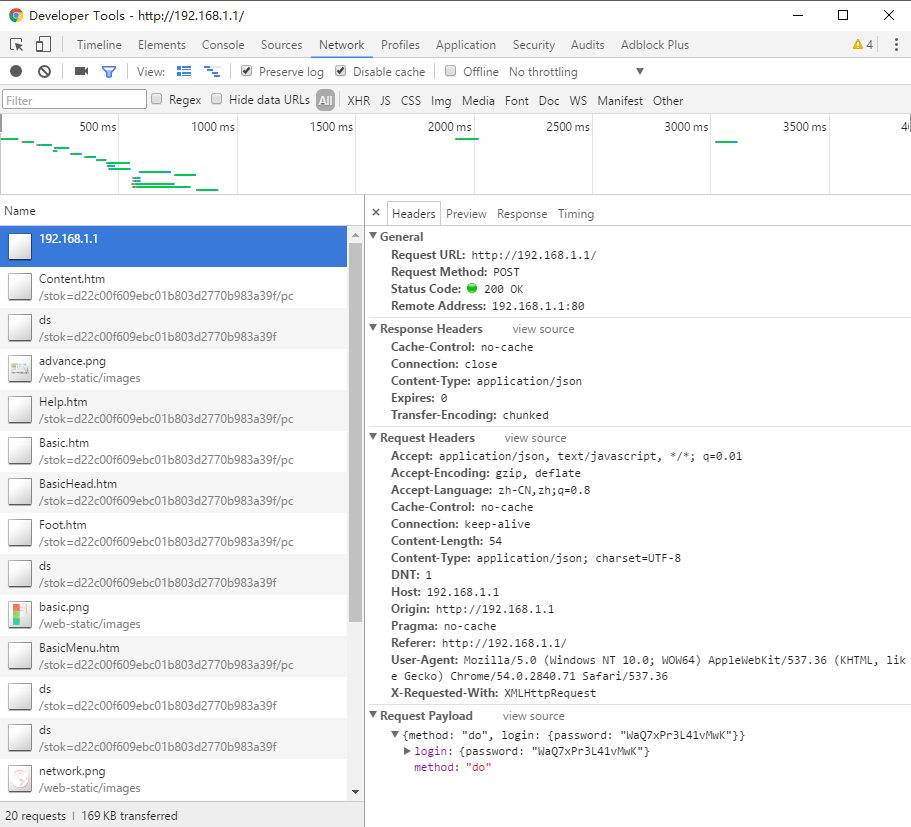 Developer Tools - http://192.168.1.1/
Timeline Elements Console Sources Network Profiles Application Security Audits Adblock Plus 4
View: Preserve log Disable cache Offline No throttling
Filter Regex Hide data URLs All XHR JS CSS Img Media Font Doc WS Manifest Other
500 ms 1000 ms 1500 ms 2000 ms 2500 ms 3000 ms 3500 ms 40
Name
192.168.1.1
Content.htm
/stok=d22c00f609ebc01b803d2770b983a39f/pc
ds
/stok=d22c00f609ebc01b803d2770b983a39f
advance.png
/web-static/images
Help.htm
/stok=d22c00f609ebc01b803d2770b983a39f/pc
Basic.htm
/stok=d22c00f609ebc01b803d2770b983a39f/pc
BasicHead.htm
/stok=d22c00f609ebc01b803d2770b983a39f/pc
Foot.htm
/stok=d22c00f609ebc01b803d2770b983a39f/pc
ds
/stok=d22c00f609ebc01b803d2770b983a39f
basic.png
/web-static/images
BasicMenu.htm
/stok=d22c00f609ebc01b803d2770b983a39f/pc
ds
/stok=d22c00f609ebc01b803d2770b983a39f
ds
/stok=d22c00f609ebc01b803d2770b983a39f
network.png
/web-static/images
20 requests | 169 KB transferred
× Headers Preview Response Timing
General
Request URL: http://192.168.1.1/
Request Method: POST
Status Code: 200 OK
Remote Address: 192.168.1.1:80
Response Headers view source
Cache-Control: no-cache
Connection: close
Content-Type: application/json
Expires: 0
Transfer-Encoding: chunked
Request Headers view source
Accept: application/json, text/javascript, */*; q=0.01
Accept-Encoding: gzip, deflate
Accept-Language: zh-CN,zh;q=0.8
Cache-Control: no-cache
Connection: keep-alive
Content-Length: 54
Content-Type: application/json; charset=UTF-8
DNT: 1
Host: 192.168.1.1
Origin: http://192.168.1.1
Pragma: no-cache
Referer: http://192.168.1.1/
User-Agent: Mozilla/5.0 (Windows NT 10.0; WOW64) AppleWebKit/537.36 (KHTML, lik
e Gecko) Chrome/54.0.2840.71 Safari/537.36
X-Requested-With: XMLHttpRequest
Request Payload view source
{method: "do", login: {password: "WaQ7xPr3L41vMwK"}}
login: {password: "WaQ7xPr3L41vMwK"}
method: "do"